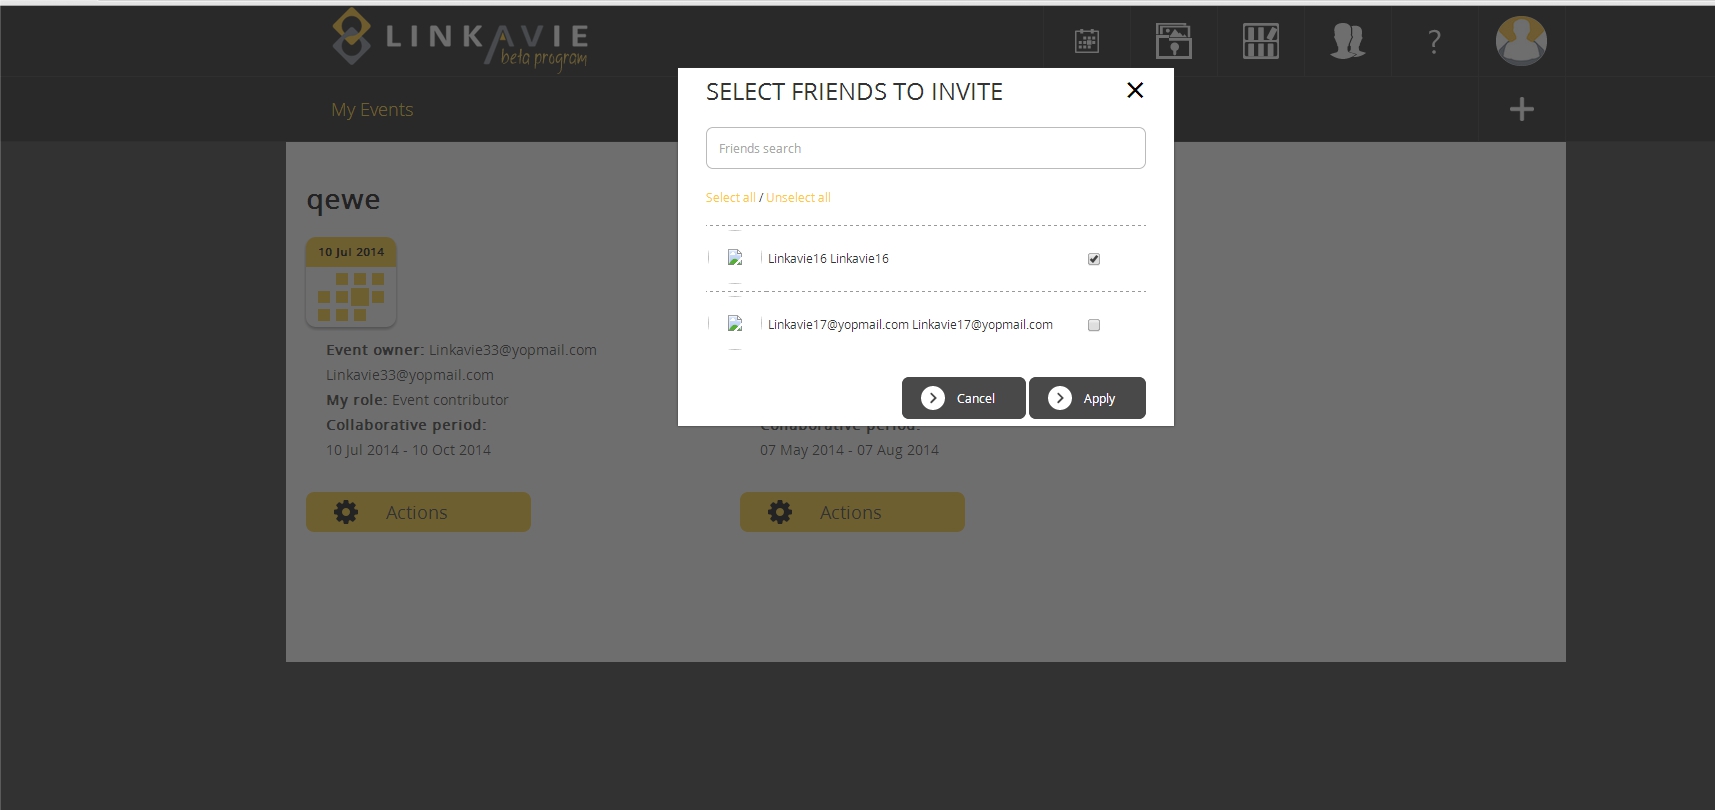 LINKAVIE
beta program
?
My Events
SELECT FRIENDS TO INVITE
Friends search
Select all / Unselect all
Linkavie16 Linkavie16
Linkavie17@yopmail.com Linkavie17@yopmail.com
Cancel
Apply
qewe
10 Jul 2014
Event owner: Linkavie33@yopmail.com
Linkavie33@yopmail.com
My role: Event contributor
Collaborative period:
10 Jul 2014 - 10 Oct 2014
Actions
Collaborative period:
07 May 2014 - 07 Aug 2014
Actions